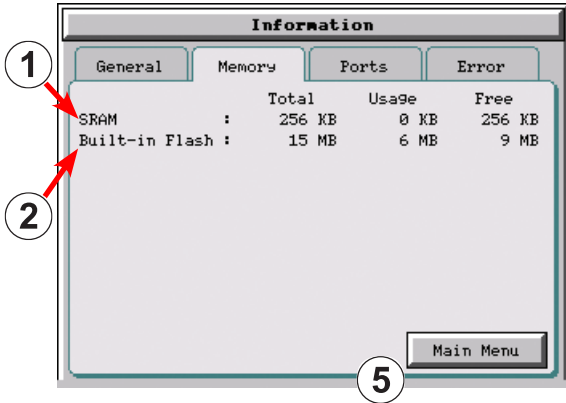 Information
General Memory Ports Error
Total Usage Free
1
SRAM : 256 KB 0 KB 256 KB
Built-in Flash : 15 MB 6 MB 9 MB
2
Main Menu
5